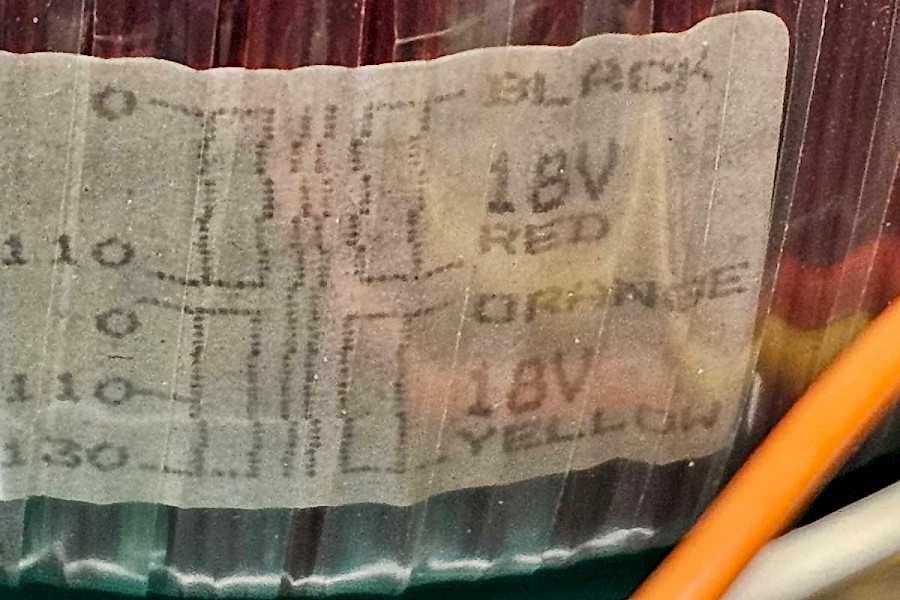 0
110
0
110
130
BLACK
18V
RED
ORANGE
18V
YELLOW